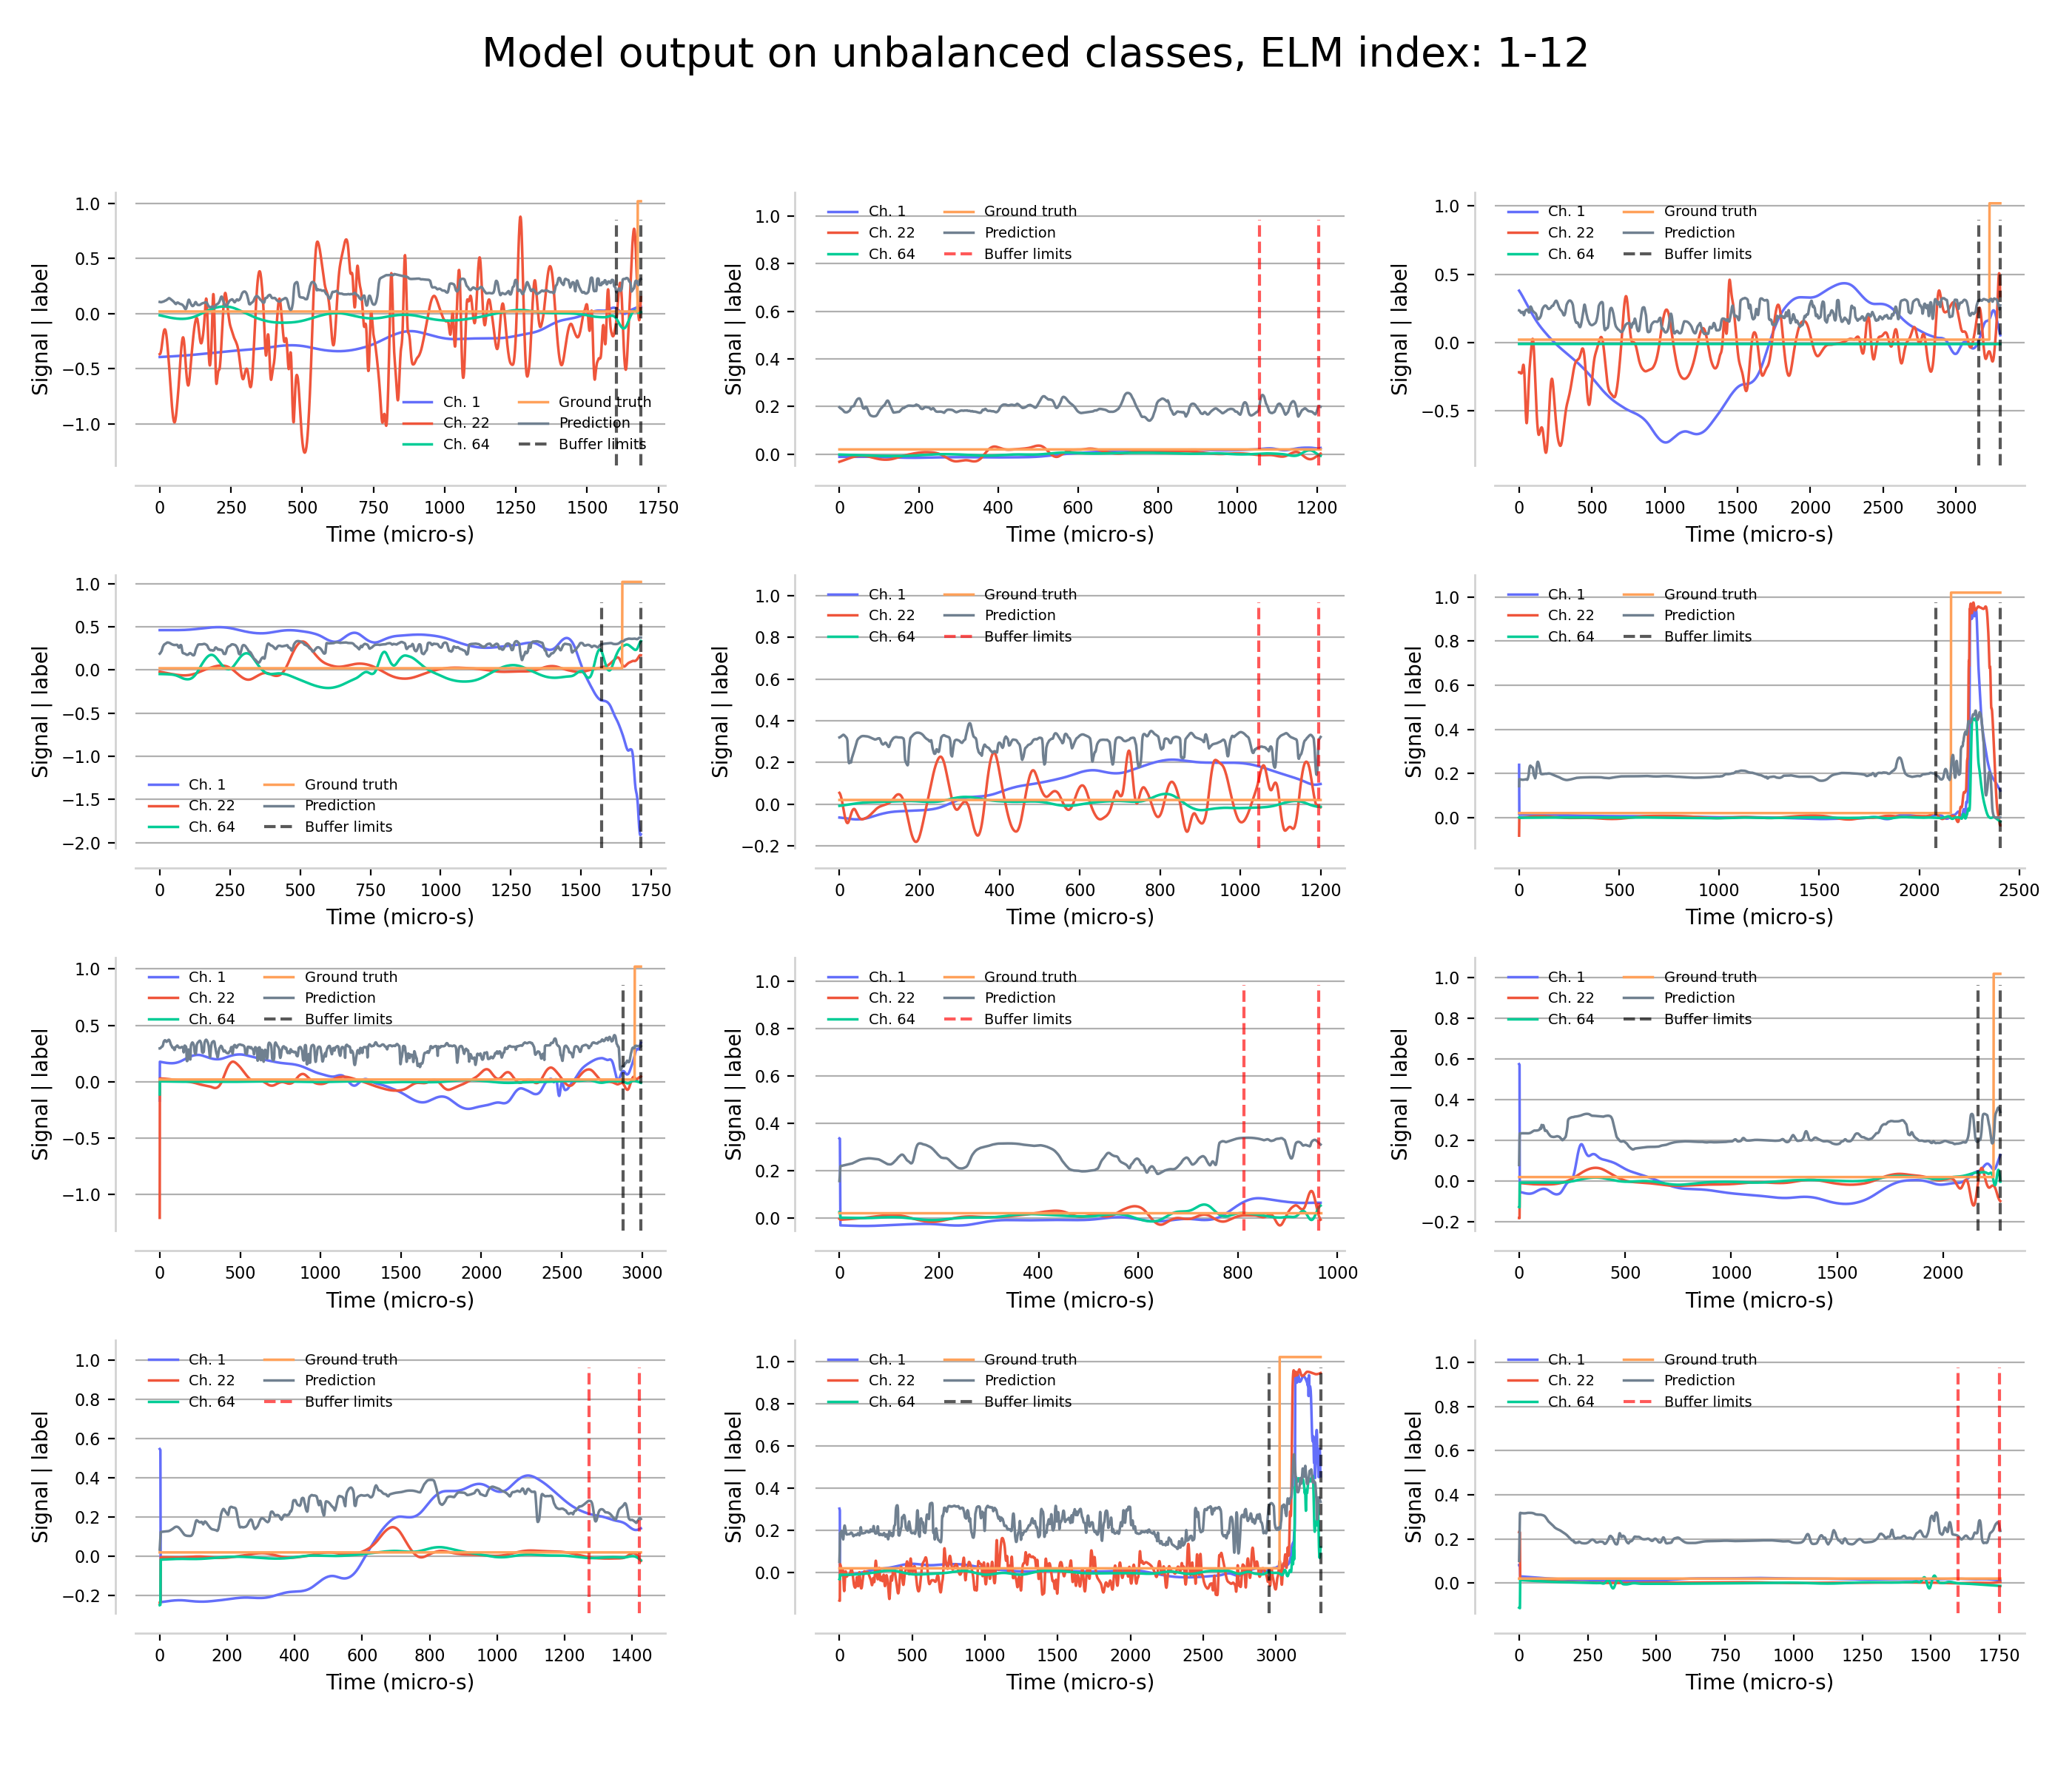 Model output on unbalanced classes, ELM index: 1-12
1.0
0.5
0.0
−0.5
−1.0
Signal | label
Ch. 1 Ground truth
Ch. 22 Prediction
Ch. 64 Buffer limits
0 250 500 750 1000 1250 1500 1750
Time (micro-s)
1.0
0.8
0.6
0.4
0.2
0.0
Signal | label
Ch. 1 Ground truth
Ch. 22 Prediction
Ch. 64 Buffer limits
0 200 400 600 800 1000 1200
Time (micro-s)
1.0
0.5
0.0
−0.5
Signal | label
Ch. 1 Ground truth
Ch. 22 Prediction
Ch. 64 Buffer limits
0 500 1000 1500 2000 2500 3000
Time (micro-s)
1.0
0.5
0.0
−0.5
−1.0
−1.5
−2.0
Signal | label
Ch. 1 Ground truth
Ch. 22 Prediction
Ch. 64 Buffer limits
0 250 500 750 1000 1250 1500 1750
Time (micro-s)
1.0
0.8
0.6
0.4
0.2
0.0
−0.2
Signal | label
Ch. 1 Ground truth
Ch. 22 Prediction
Ch. 64 Buffer limits
0 200 400 600 800 1000 1200
Time (micro-s)
1.0
0.8
0.6
0.4
0.2
0.0
Signal | label
Ch. 1 Ground truth
Ch. 22 Prediction
Ch. 64 Buffer limits
0 500 1000 1500 2000 2500
Time (micro-s)
1.0
0.5
0.0
−0.5
−1.0
Signal | label
Ch. 1 Ground truth
Ch. 22 Prediction
Ch. 64 Buffer limits
0 500 1000 1500 2000 2500 3000
Time (micro-s)
1.0
0.8
0.6
0.4
0.2
0.0
Signal | label
Ch. 1 Ground truth
Ch. 22 Prediction
Ch. 64 Buffer limits
0 200 400 600 800 1000
Time (micro-s)
1.0
0.8
0.6
0.4
0.2
0.0
−0.2
Signal | label
Ch. 1 Ground truth
Ch. 22 Prediction
Ch. 64 Buffer limits
0 500 1000 1500 2000
Time (micro-s)
1.0
0.8
0.6
0.4
0.2
0.0
−0.2
Signal | label
Ch. 1 Ground truth
Ch. 22 Prediction
Ch. 64 Buffer limits
0 200 400 600 800 1000 1200 1400
Time (micro-s)
1.0
0.8
0.6
0.4
0.2
0.0
Signal | label
Ch. 1 Ground truth
Ch. 22 Prediction
Ch. 64 Buffer limits
0 500 1000 1500 2000 2500 3000
Time (micro-s)
1.0
0.8
0.6
0.4
0.2
0.0
Signal | label
Ch. 1 Ground truth
Ch. 22 Prediction
Ch. 64 Buffer limits
0 250 500 750 1000 1250 1500 1750
Time (micro-s)